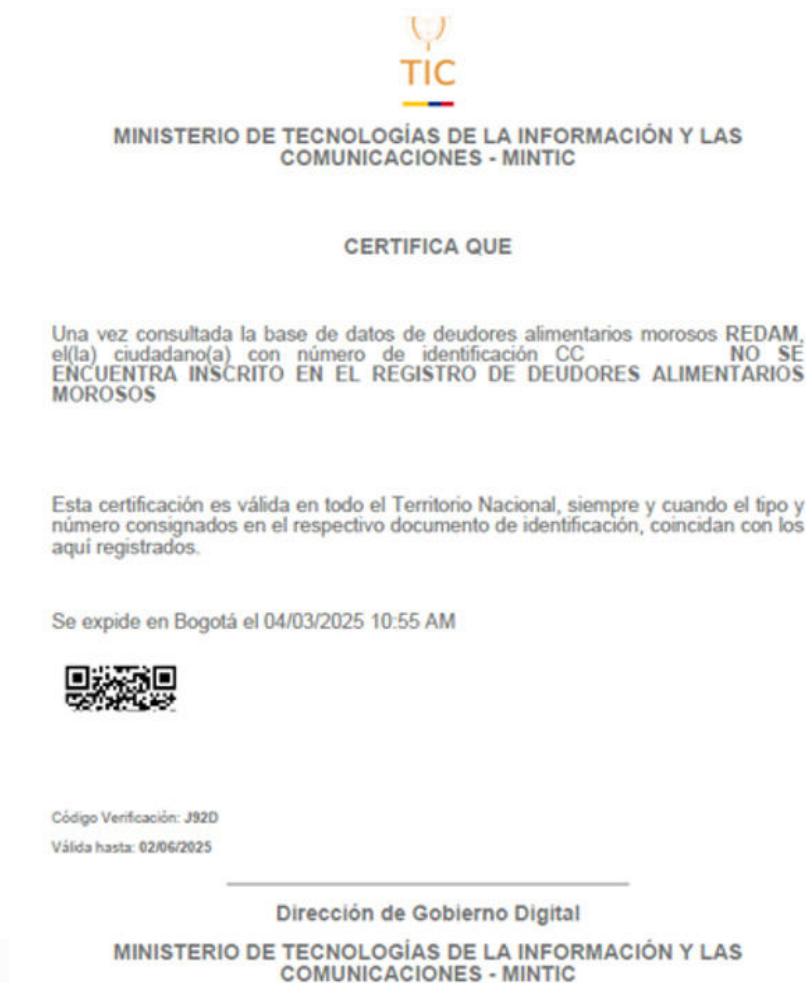 TIC
MINISTERIO DE TECNOLOGÍAS DE LA INFORMACIÓN Y LAS
COMUNICACIONES - MINTIC
CERTIFICA QUE
Una vez consultada la base de datos de deudores alimentarios morosos REDAM,
el(la) ciudadano(a) con número de identificación CC NO SE
ENCUENTRA INSCRITO EN EL REGISTRO DE DEUDORES ALIMENTARIOS
MOROSOS
Esta certificación es válida en todo el Territorio Nacional, siempre y cuando el tipo y
número consignados en el respectivo documento de identificación, coincidan con los
aquí registrados.
Se expide en Bogotá el 04/03/2025 10:55 AM
Código Verificación: J92D
Válida hasta: 02/06/2025
Dirección de Gobierno Digital
MINISTERIO DE TECNOLOGÍAS DE LA INFORMACIÓN Y LAS
COMUNICACIONES - MINTIC